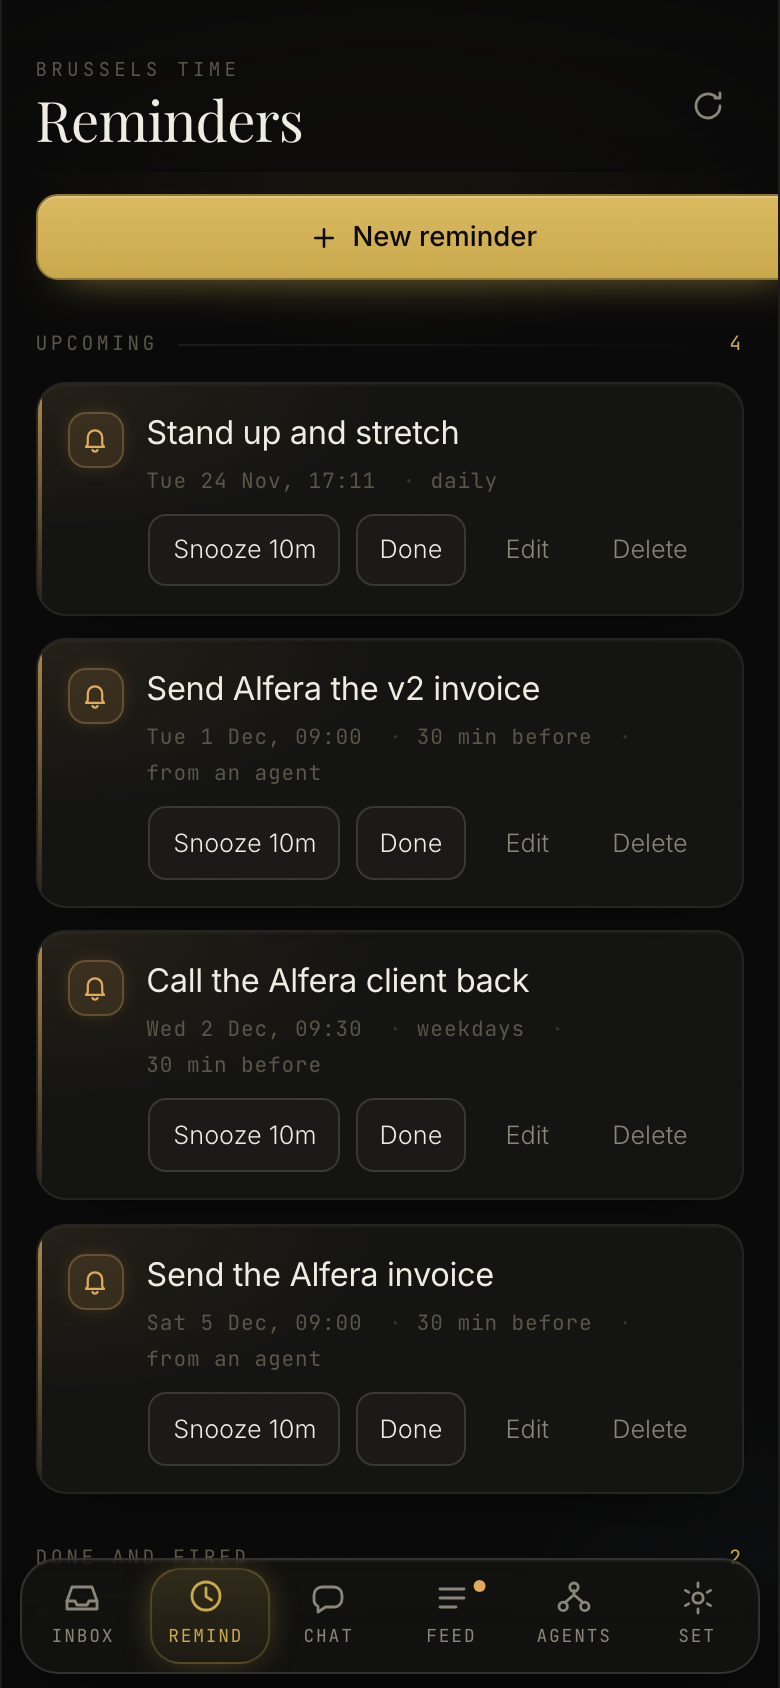 BRUSSELS TIME
Reminders
+ New reminder
UPCOMING 4
Stand up and stretch
Tue 24 Nov, 17:11 · daily
Snooze 10m Done Edit Delete
Send Alfera the v2 invoice
Tue 1 Dec, 09:00 · 30 min before ·
from an agent
Snooze 10m Done Edit Delete
Call the Alfera client back
Wed 2 Dec, 09:30 · weekdays ·
30 min before
Snooze 10m Done Edit Delete
Send the Alfera invoice
Sat 5 Dec, 09:00 · 30 min before ·
from an agent
Snooze 10m Done Edit Delete
DONE AND FIRED 2
INBOX REMIND CHAT FEED AGENTS SET